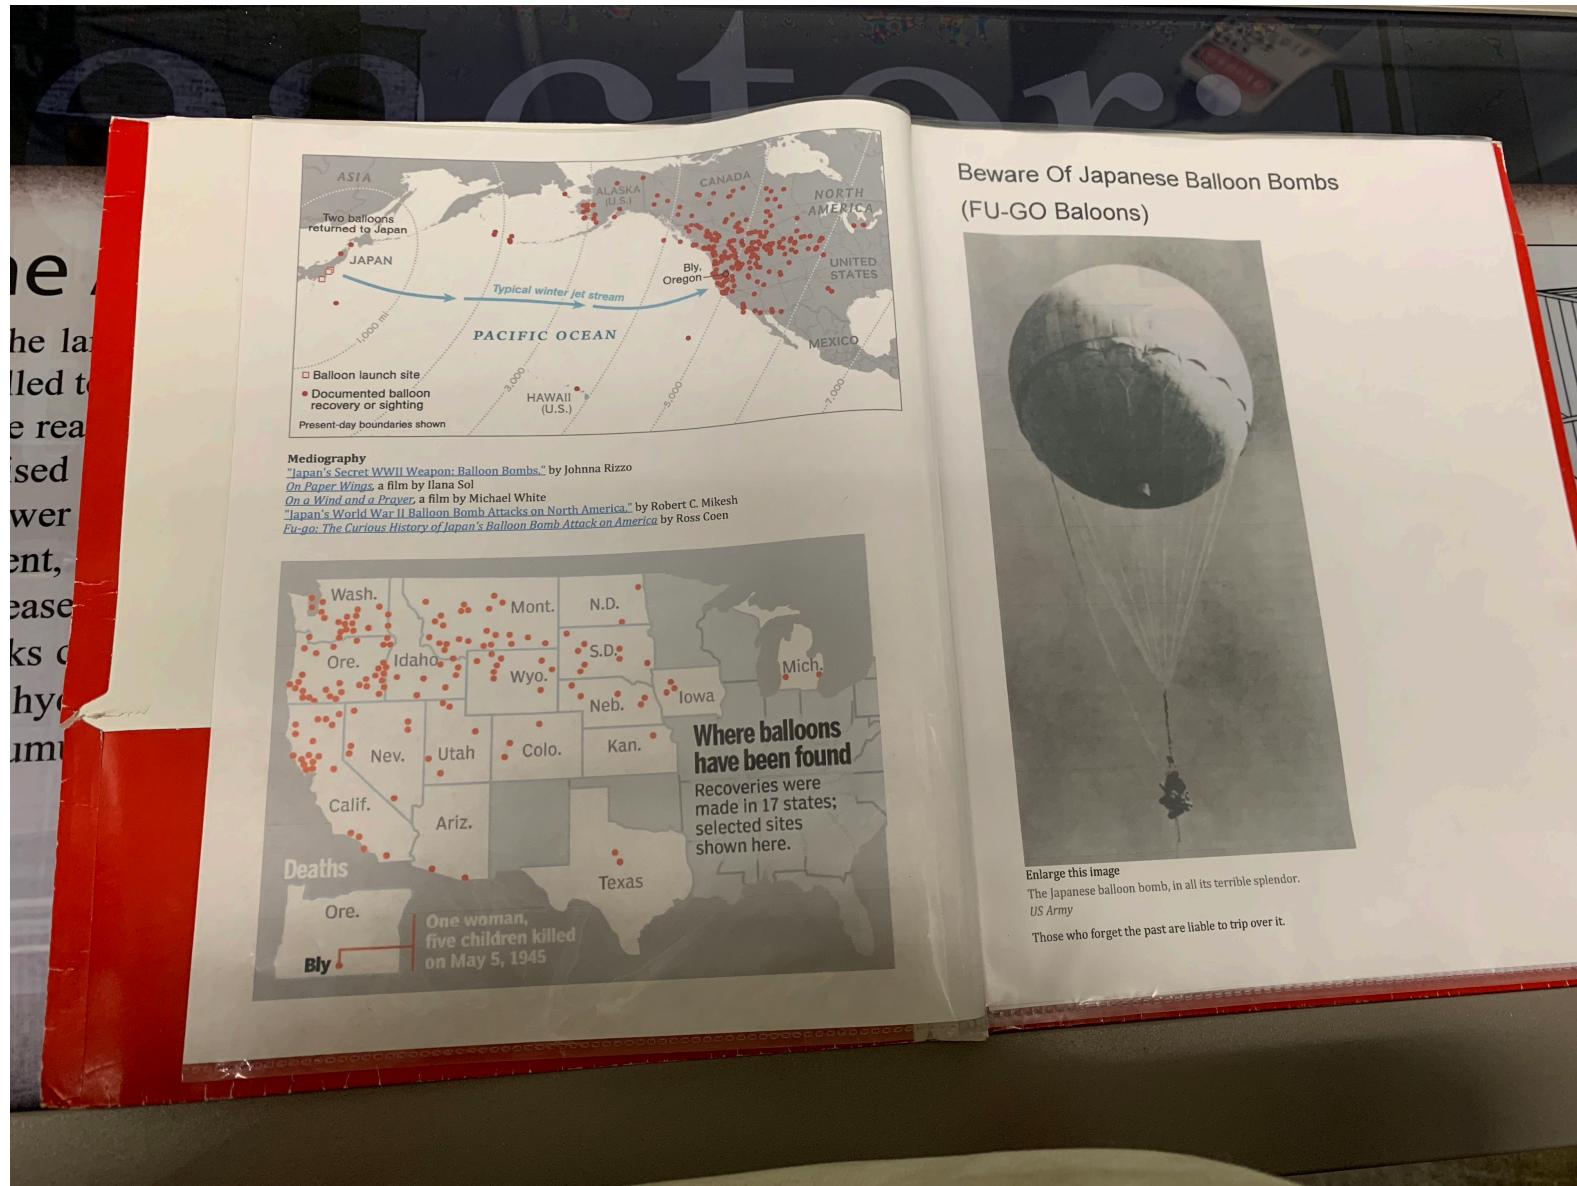 actor:
ASIA
Two balloons
returned to Japan
JAPAN
ALASKA
(U.S.)
CANADA
NORTH
AMERICA
Bly,
Oregon
UNITED
STATES
Typical winter jet stream
1,000 mi
PACIFIC OCEAN
MEXICO
Balloon launch site
Documented balloon
recovery or sighting
Present-day boundaries shown
HAWAII
(U.S.)
3,000
5,000
7,000
Mediography
"Japan's Secret WWII Weapon: Balloon Bombs," by Johnna Rizzo
On Paper Wings, a film by Ilana Sol
On a Wind and a Prayer, a film by Michael White
"Japan's World War II Balloon Bomb Attacks on North America," by Robert C. Mikesh
Fu-go: The Curious History of Japan's Balloon Bomb Attack on America by Ross Coen
Wash.
Mont.
N.D.
Ore.
Idaho
Wyo.
S.D.
Mich.
Neb.
Iowa
Nev.
Utah
Colo.
Kan.
Calif.
Ariz.
Texas
Where balloons
have been found
Recoveries were
made in 17 states;
selected sites
shown here.
Deaths
Ore.
Bly
One woman,
five children killed
on May 5, 1945
Beware Of Japanese Balloon Bombs
(FU-GO Baloons)
Enlarge this image
The Japanese balloon bomb, in all its terrible splendor.
US Army
Those who forget the past are liable to trip over it.